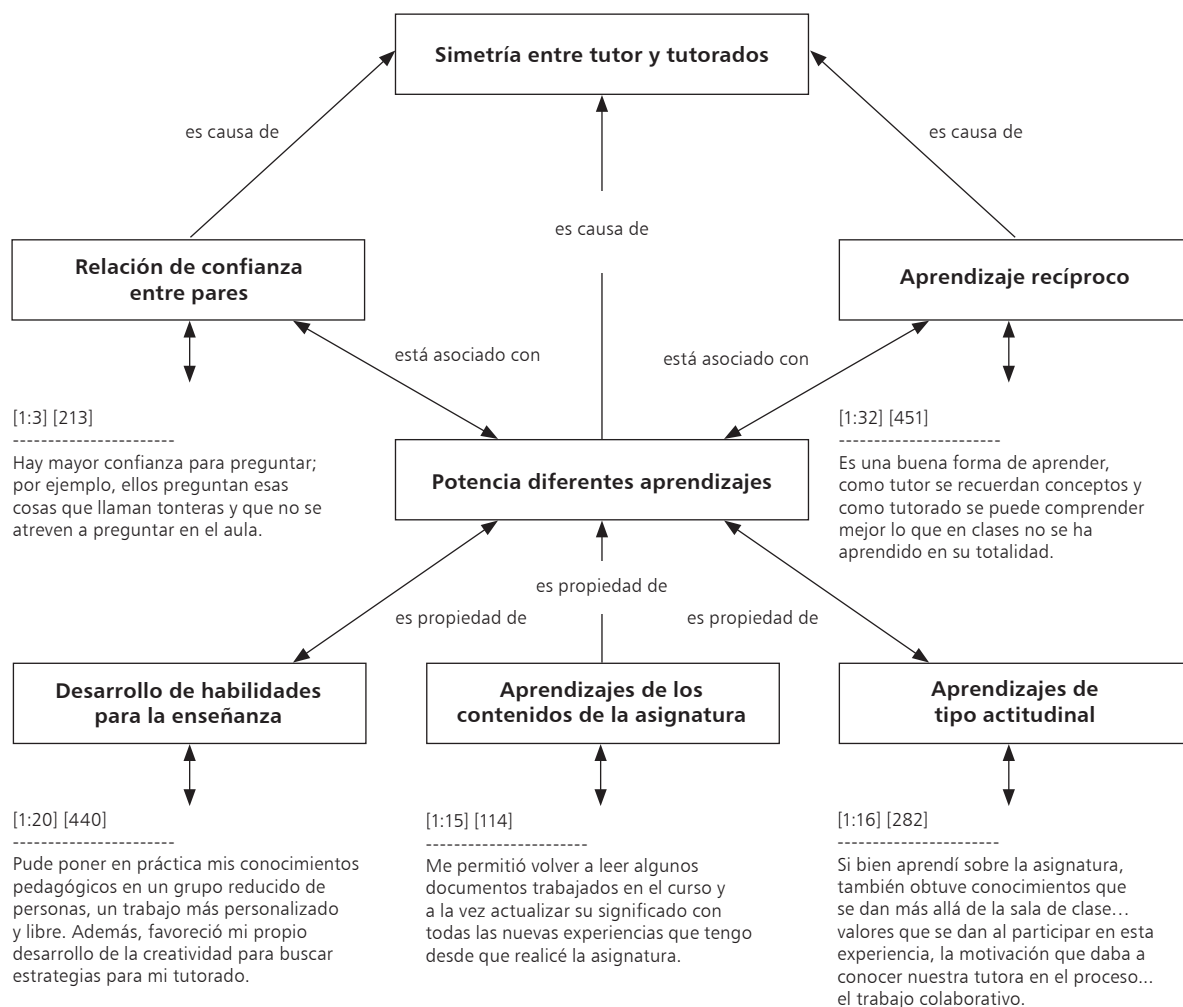 Simetría entre tutor y tutorados
es causa de
es causa de
es causa de
Relación de confianza
entre pares
Aprendizaje recíproco
está asociado con
está asociado con
[1:3] [213]
-----------------------
Hay mayor confianza para preguntar;
por ejemplo, ellos preguntan esas
cosas que llaman tonteras y que no se
atreven a preguntar en el aula.
[1:32] [451]
-----------------------
Es una buena forma de aprender,
como tutor se recuerdan conceptos y
como tutorado se puede comprender
mejor lo que en clases no se ha
aprendido en su totalidad.
Potencia diferentes aprendizajes
es propiedad de
es propiedad de
es propiedad de
Desarrollo de habilidades
para la enseñanza
Aprendizajes de los
contenidos de la asignatura
Aprendizajes de
tipo actitudinal
[1:20] [440]
-----------------------
Pude poner en práctica mis conocimientos
pedagógicos en un grupo reducido de
personas, un trabajo más personalizado
y libre. Además, favoreció mi propio
desarrollo de la creatividad para buscar
estrategias para mi tutorado.
[1:15] [114]
-----------------------
Me permitió volver a leer algunos
documentos trabajados en el curso y
a la vez actualizar su significado con
todas las nuevas experiencias que tengo
desde que realicé la asignatura.
[1:16] [282]
-----------------------
Si bien aprendí sobre la asignatura,
también obtuve conocimientos que
se dan más allá de la sala de clase…
valores que se dan al participar en esta
experiencia, la motivación que daba a
conocer nuestra tutora en el proceso...
el trabajo colaborativo.